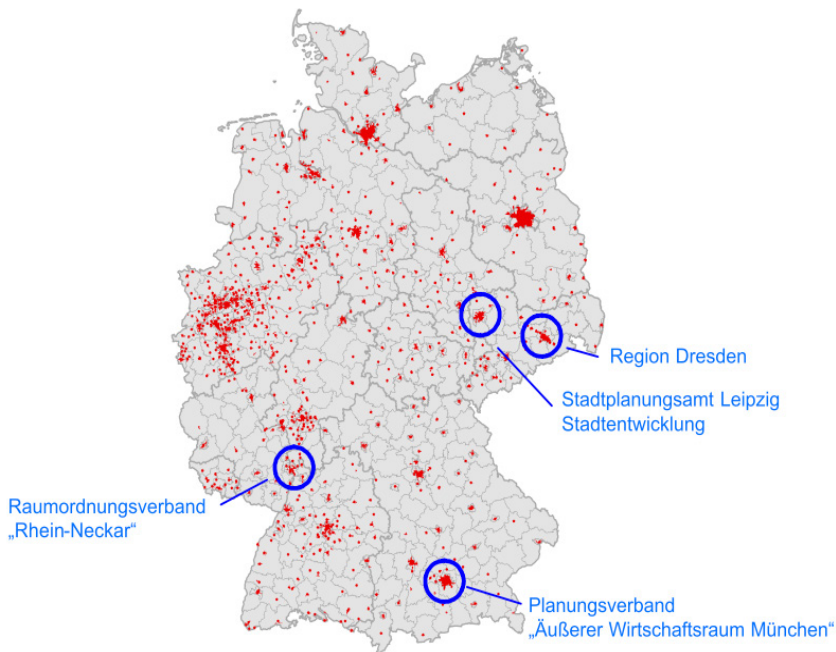 Region Dresden
Stadtplanungsamt Leipzig
Stadtentwicklung
Raumordnungsverband
„Rhein-Neckar“
Planungsverband
„Äußerer Wirtschaftsraum München“